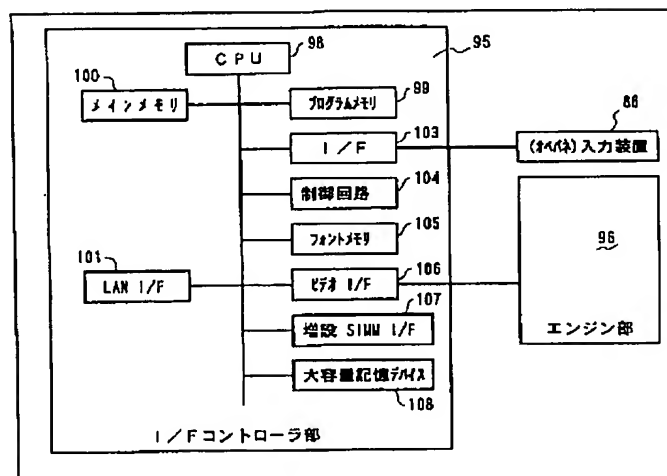 98
CPU
95
100
メインメモリ
99
プログラムメモリ
103
I/F
86
(オペパネ)入力装置
104
制御回路
105
フォントメモリ
96
101
LAN I/F
106
ビデオ I/F
107
増設 SIMM I/F
エンジン部
大容量記憶デバイス
108
I/Fコントローラ部